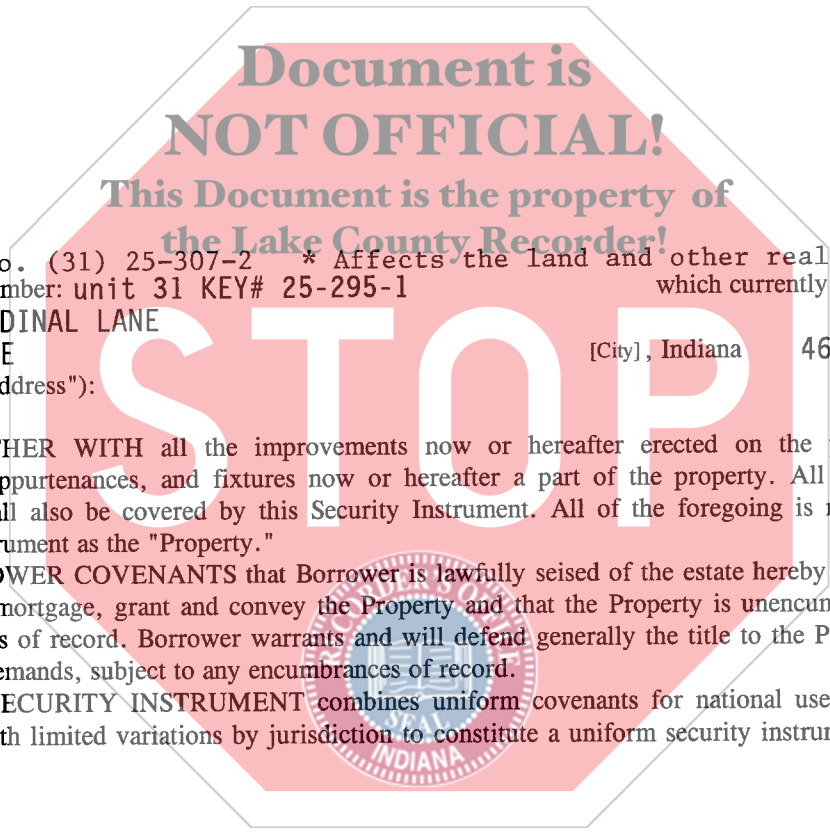 Document is
NOT OFFICIAL!
This Document is the property of
the Lake County Recorder!
o. (31) 25-307-2 * Affects the land and other real
mber: unit 31 KEY# 25-295-1 which currently
DINAL LANE
E [City], Indiana 46
ddress"):
STOP
HER WITH all the improvements now or hereafter erected on the
ppurtenances, and fixtures now or hereafter a part of the property. All
ll also be covered by this Security Instrument. All of the foregoing is
rument as the "Property."
OWER COVENANTS that Borrower is lawfully seised of the estate hereby
mortgage, grant and convey the Property and that the Property is unencum
s of record. Borrower warrants and will defend generally the title to the P
emands, subject to any encumbrances of record.
ECURITY INSTRUMENT combines uniform covenants for national use
th limited variations by jurisdiction to constitute a uniform security instru
RECORDER'S OFFICE
SEAL
INDIANA